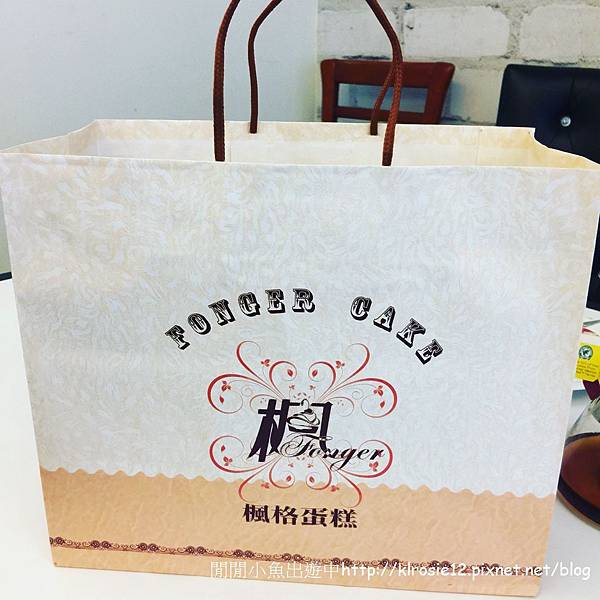 FONGER CAKE
楓
Fonger
楓格蛋糕
閒閒小魚出遊中http://klrosie12.pixnet.net/blog